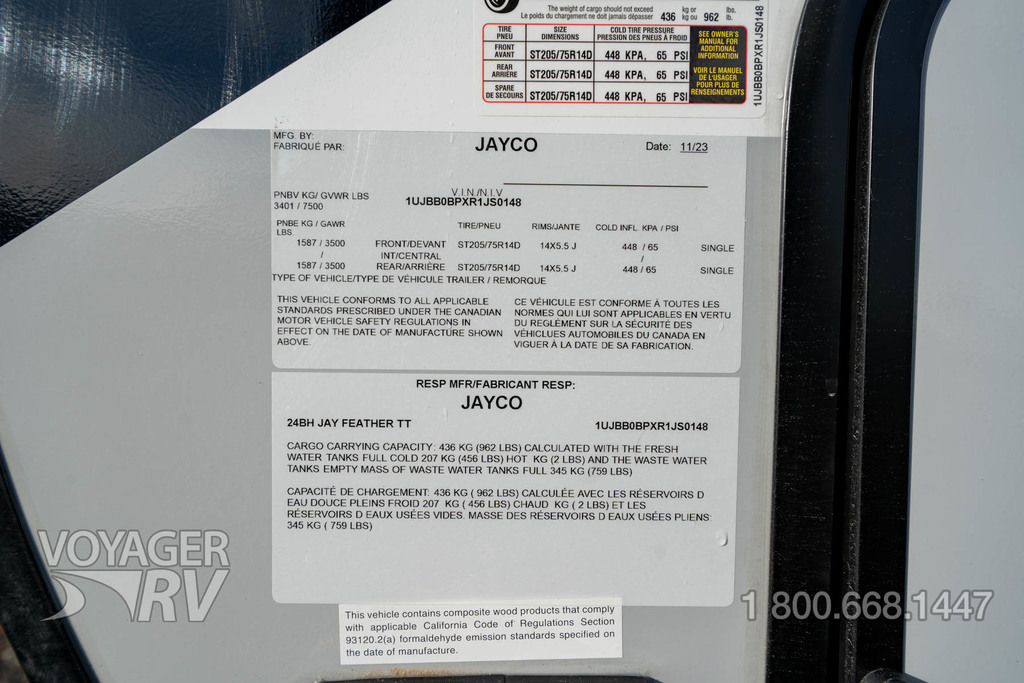 The weight of cargo should not exceed 436 kg or 962 lbs.
Le poids du chargement ne doit jamais dépasser kg ou lb.
TIRE PNEU SIZE DIMENSIONS COLD TIRE PRESSURE PRESSION DES PNEUS À FROID
FRONT AVANT ST205/75R14D 448 KPA, 65 PSI
REAR ARRIÈRE ST205/75R14D 448 KPA, 65 PSI
SPARE DE SECOURS ST205/75R14D 448 KPA, 65 PSI
SEE OWNER'S
MANUAL FOR
ADDITIONAL
INFORMATION
VOIR LE MANUEL
DE L'USAGER
POUR PLUS DE
RENSEIGNEMENTS
1UJBB0BPXR1JS0148
MFG. BY:
FABRIQUÉ PAR: JAYCO Date: 11/23
V.I.N./N.I.V
PNBV KG/ GVWR LBS 1UJBB0BPXR1JS0148
3401 / 7500
PNBE KG / GAWR TIRE/PNEU RIMS/JANTE COLD INFL. KPA / PSI
LBS
1587 / 3500 FRONT/DEVANT ST205/75R14D 14X5.5 J 448 / 65 SINGLE
INT/CENTRAL /
1587 / 3500 REAR/ARRIÈRE ST205/75R14D 14X5.5 J 448 / 65 SINGLE
TYPE OF VEHICLE/TYPE DE VÉHICULE TRAILER / REMORQUE
THIS VEHICLE CONFORMS TO ALL APPLICABLE
STANDARDS PRESCRIBED UNDER THE CANADIAN
MOTOR VEHICLE SAFETY REGULATIONS IN
EFFECT ON THE DATE OF MANUFACTURE SHOWN
ABOVE.
CE VÉHICULE EST CONFORME À TOUTES LES
NORMES QUI LUI SONT APPLICABLES EN VERTU
DU REGLÉMENT SUR LA SÉCURITÉ DES
VÉHICLUES AUTOMOBILES DU CANADA EN
VIGUER À LA DATE DE SA FABRICATION.
RESP MFR/FABRICANT RESP:
JAYCO
24BH JAY FEATHER TT 1UJBB0BPXR1JS0148
CARGO CARRYING CAPACITY: 436 KG (962 LBS) CALCULATED WITH THE FRESH
WATER TANKS FULL COLD 207 KG (456 LBS) HOT KG (2 LBS) AND THE WASTE WATER
TANKS EMPTY MASS OF WASTE WATER TANKS FULL 345 KG (759 LBS)
CAPACITÉ DE CHARGEMENT: 436 KG ( 962 LBS) CALCULÉE AVEC LES RÉSERVOIRS D
EAU DOUCE PLEINS FROID 207 KG ( 456 LBS) CHAUD KG ( 2 LBS) ET LES
RÉSERVOIRS D EAUX USÉES VIDES. MASSE DES RÉSERVOIRS D EAUX USÉES PLIENS:
345 KG ( 759 LBS)
This vehicle contains composite wood products that comply
with applicable California Code of Regulations Section
93120.2(a) formaldehyde emission standards specified on
the date of manufacture.
VOYAGER
RV
1 800.668.1447